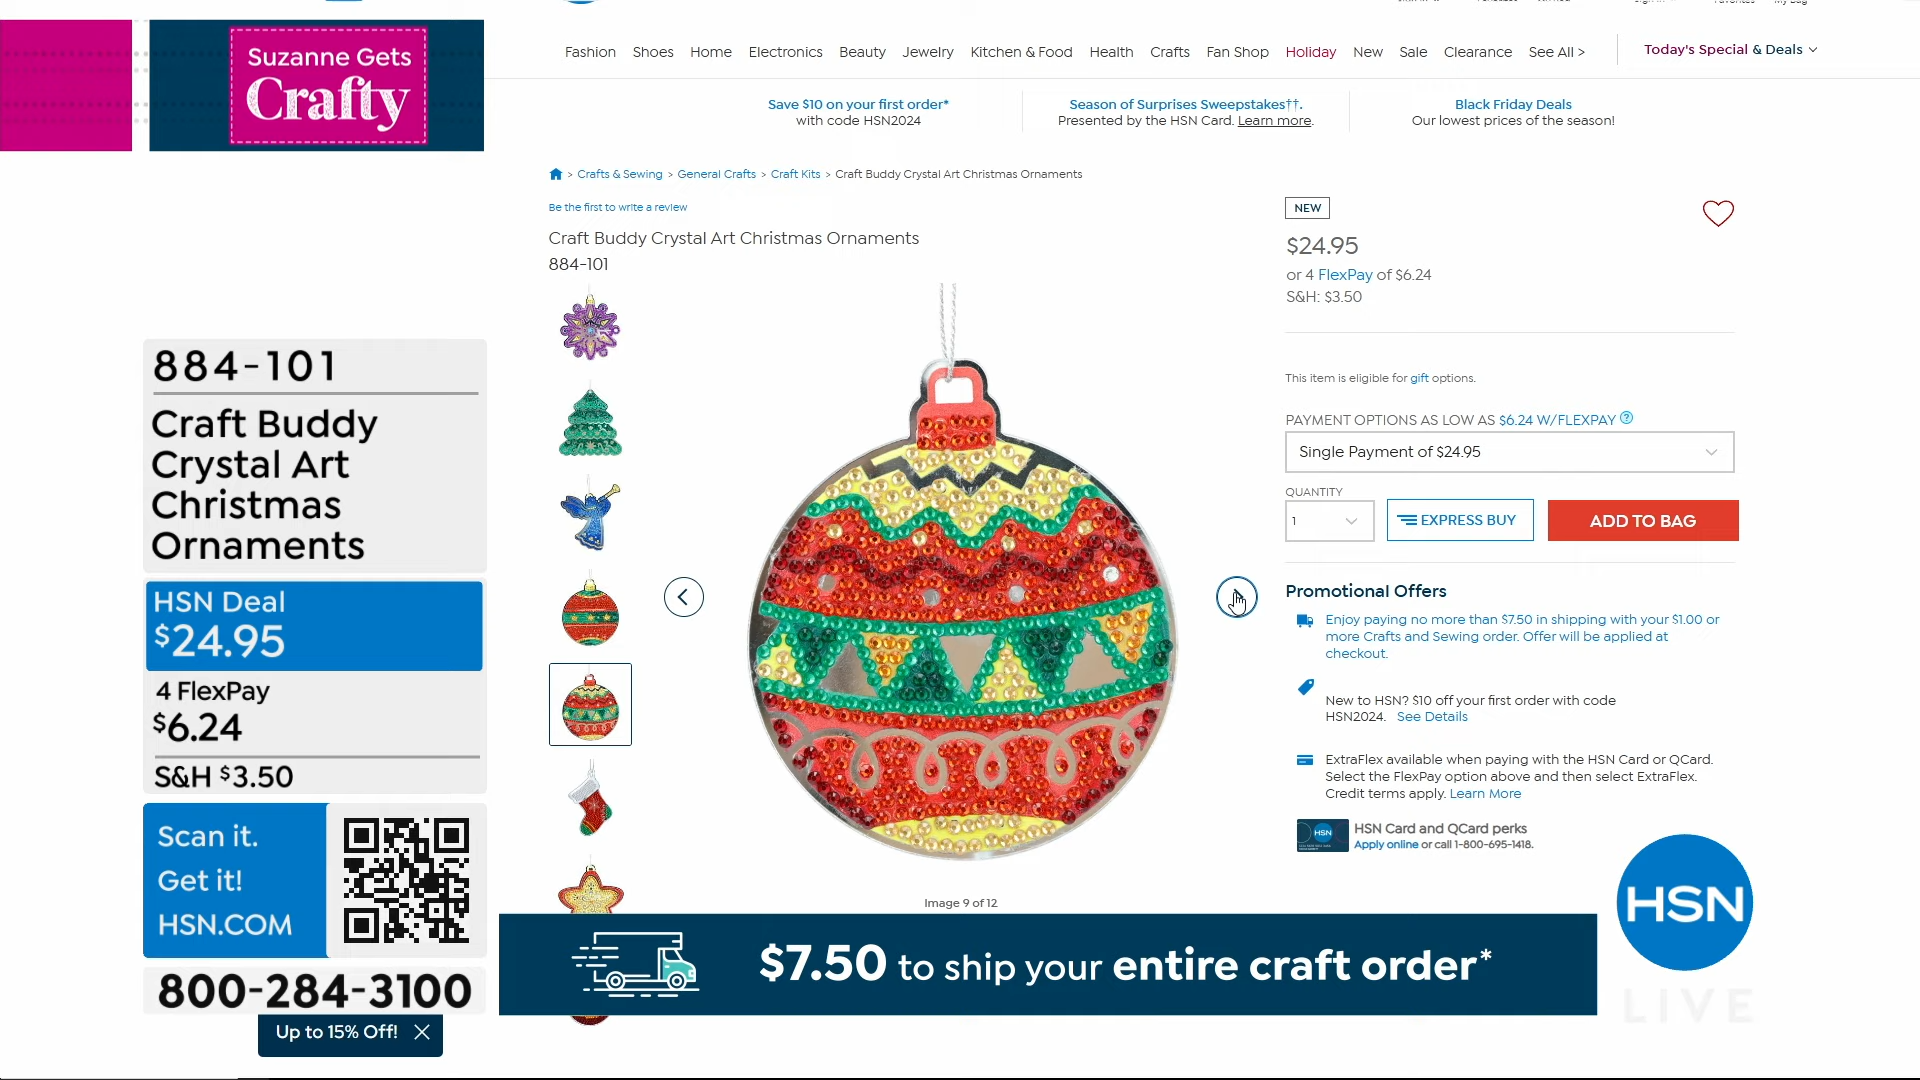 Suzanne Gets
Crafty
Fashion Shoes Home Electronics Beauty Jewelry Kitchen & Food Health Crafts Fan Shop Holiday New Sale Clearance See All >
Today's Special & Deals
Save $10 on your first order*
with code HSN2024
Season of Surprises Sweepstakes††.
Presented by the HSN Card. Learn more.
Black Friday Deals
Our lowest prices of the season!
> Crafts & Sewing > General Crafts > Craft Kits > Craft Buddy Crystal Art Christmas Ornaments
Be the first to write a review
Craft Buddy Crystal Art Christmas Ornaments
884-101
NEW
$24.95
or 4 FlexPay of $6.24
S&H: $3.50
This item is eligible for gift options.
PAYMENT OPTIONS AS LOW AS $6.24 W/FLEXPAY ?
Single Payment of $24.95
QUANTITY
1
EXPRESS BUY
ADD TO BAG
Promotional Offers
Enjoy paying no more than $7.50 in shipping with your $1.00 or
more Crafts and Sewing order. Offer will be applied at
checkout.
New to HSN? $10 off your first order with code
HSN2024. See Details
ExtraFlex available when paying with the HSN Card or QCard.
Select the FlexPay option above and then select ExtraFlex.
Credit terms apply. Learn More
HSN
HSN Card and QCard perks
Apply online or call 1-800-695-1418.
Image 9 of 12
884-101
Craft Buddy
Crystal Art
Christmas
Ornaments
HSN Deal
$24.95
4 FlexPay
$6.24
S&H $3.50
Scan it.
Get it!
HSN.COM
800-284-3100
Up to 15% Off!
$7.50 to ship your entire craft order*
HSN
LIVE